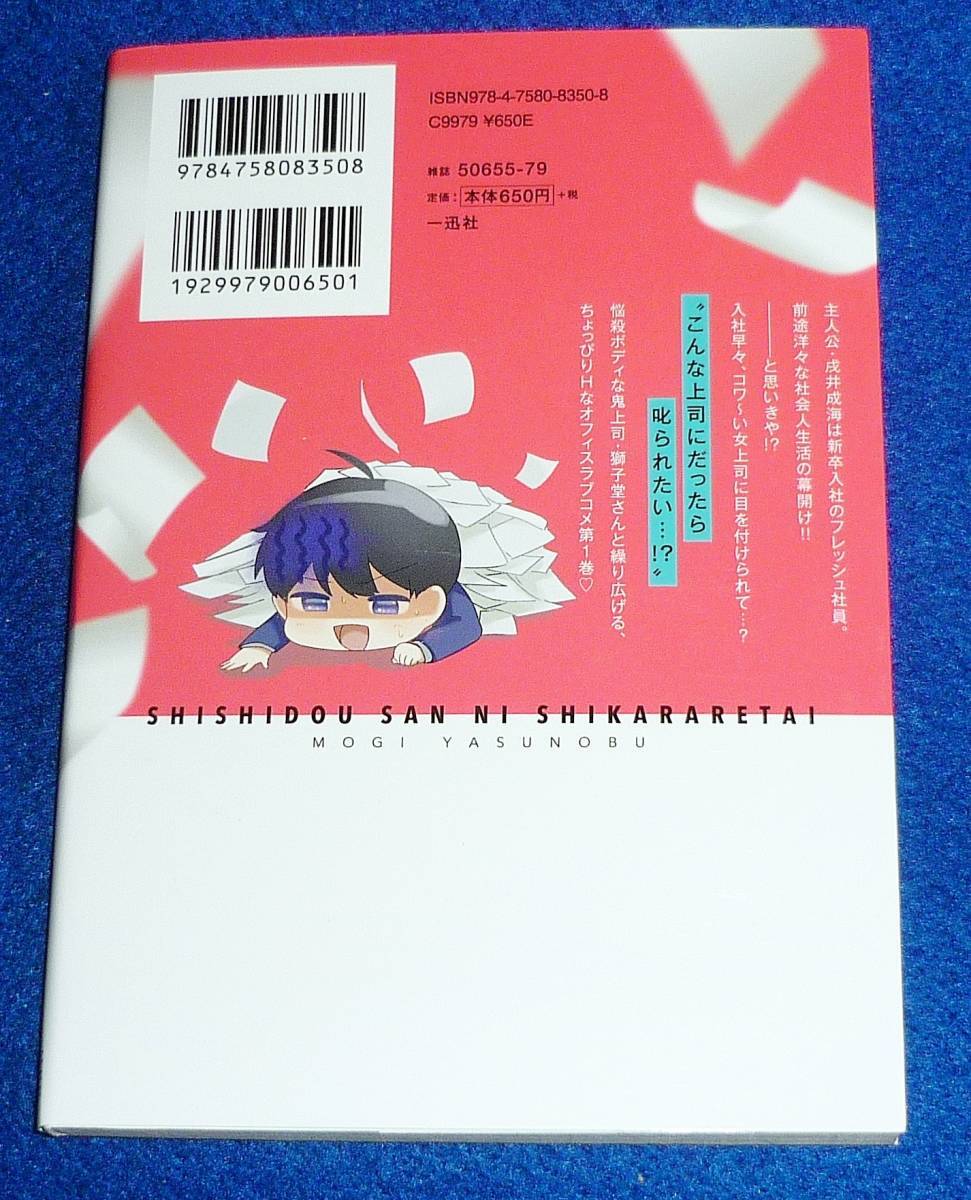 9784758083508
1929979006501
ISBN978-4-7580-8350-8
C9979 ¥650E
雑誌 50655-79
定価：本体650円+税
一迅社
主人公・戌井成海は新卒入社のフレッシュ社員。
前途洋々な社会人生活の幕開け!!
――と思いきや!?
入社早々、コワ～い女上司に目を付けられて…?
"こんな上司にだったら
叱られたい…!?"
悩殺ボディな鬼上司・獅子堂さんと繰り広げる、
ちょっぴりHなオフィスラブコメ第1巻♡
SHISHIDOU SAN NI SHIKARARETAI
MOGI YASUNOBU